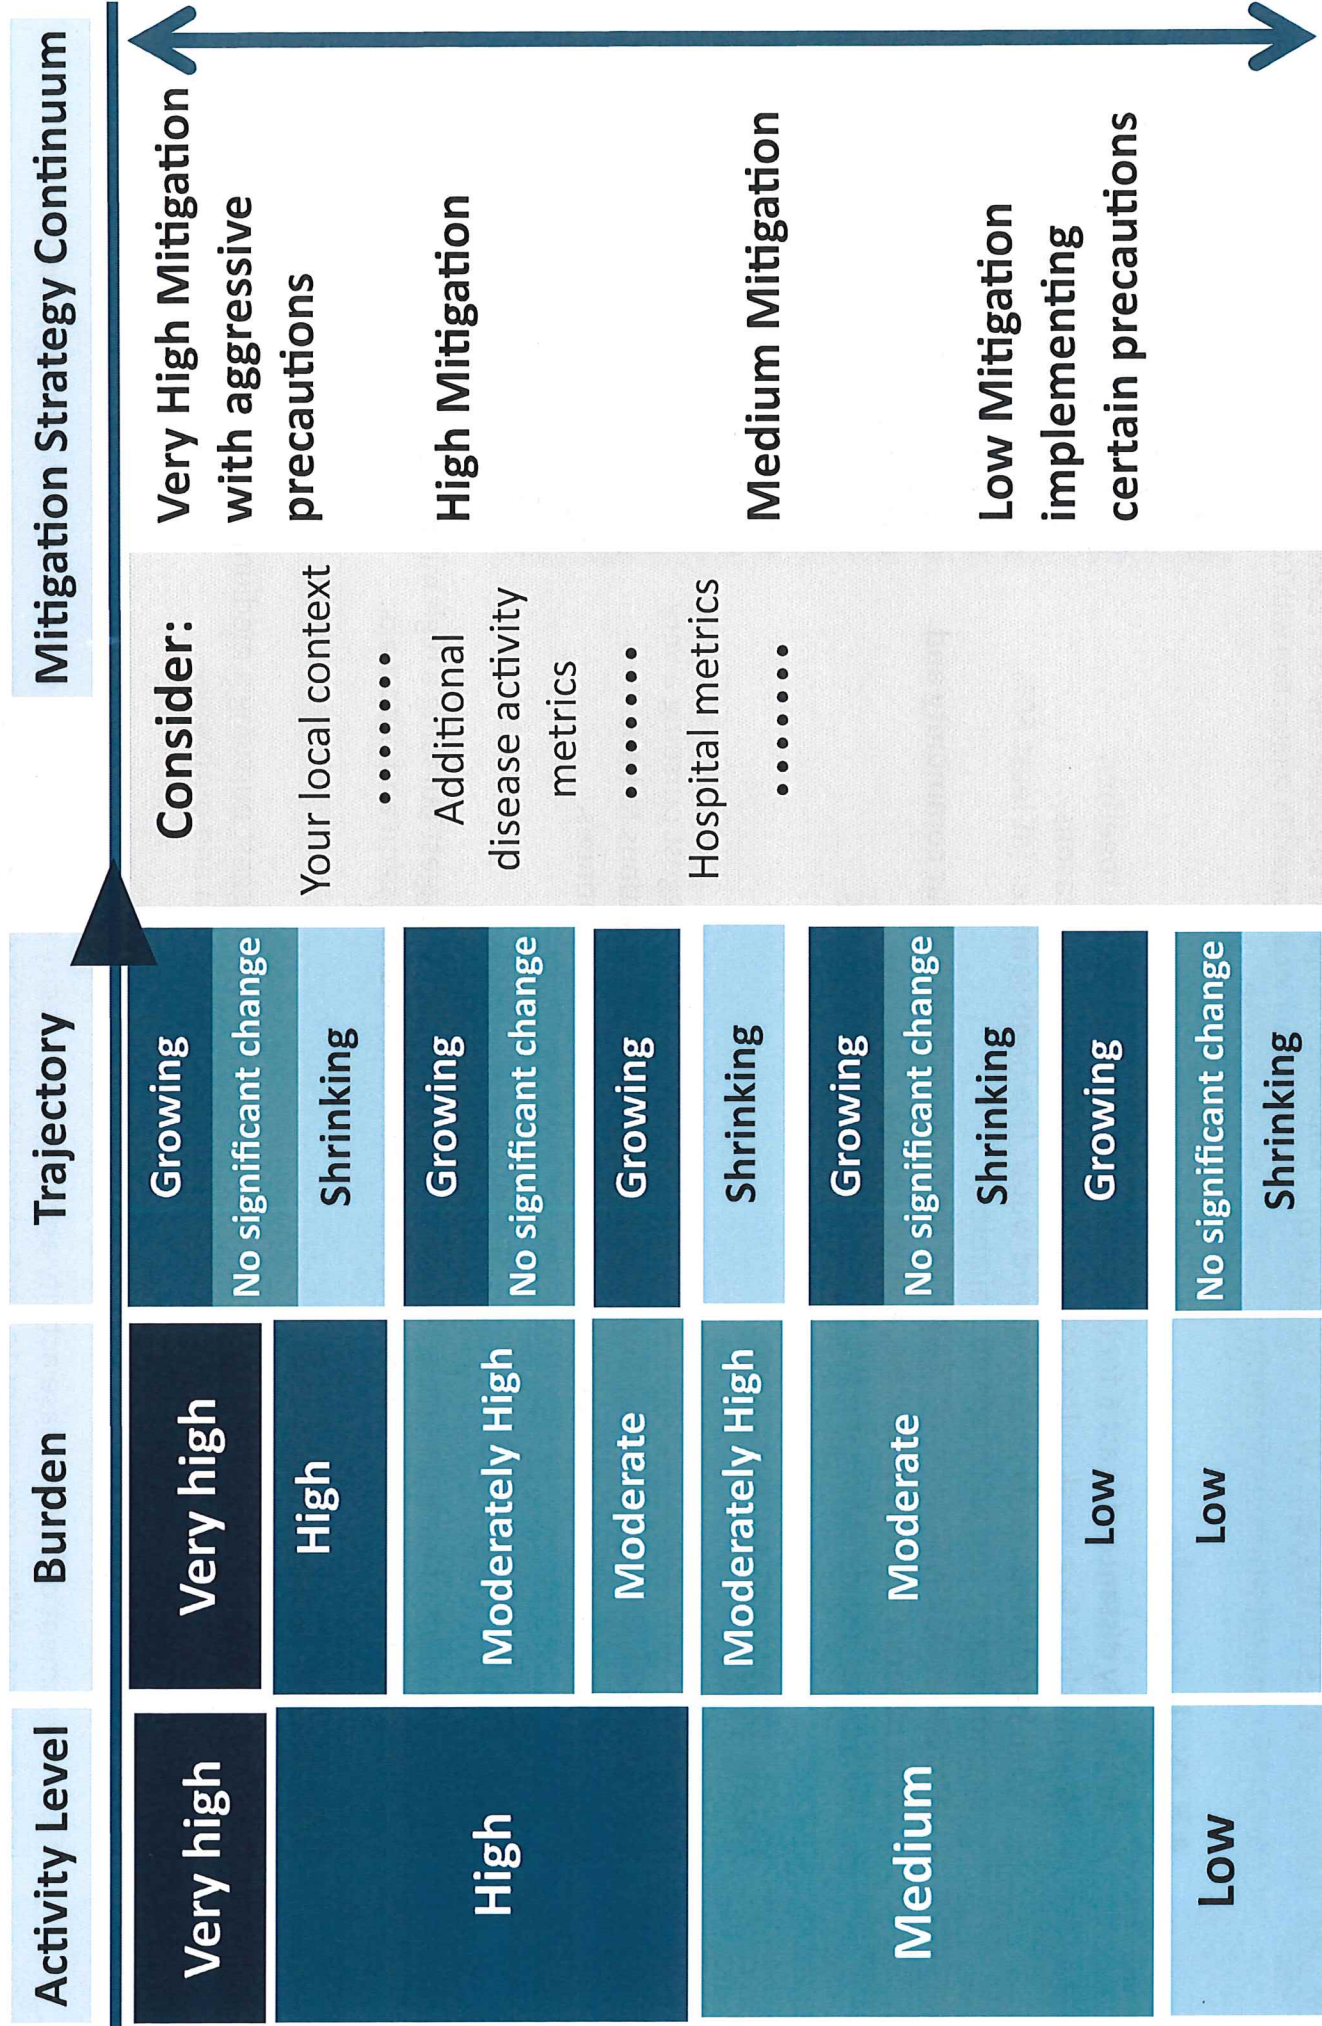 Activity Level
Burden
Trajectory
Mitigation Strategy Continuum
Very high
High
Medium
Low
Very high
High
Moderately High
Moderate
Moderately High
Moderate
Low
Low
Growing
No significant change
Shrinking
Growing
No significant change
Growing
Shrinking
Growing
No significant change
Shrinking
Growing
No significant change
Shrinking
Consider:
Your local context
Additional
disease activity
metrics
Hospital metrics
Very High Mitigation
with aggressive
precautions
High Mitigation
Medium Mitigation
Low Mitigation
implementing
certain precautions